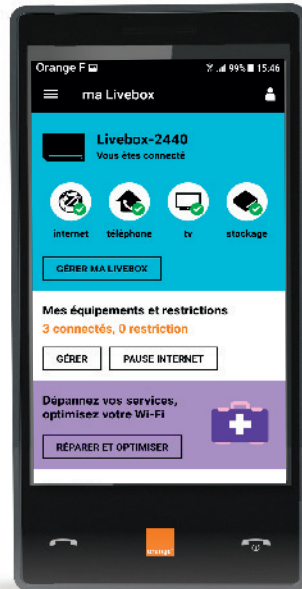 Orange F 99% 15:46
ma Livebox
Livebox-2440
Vous êtes connecté
internet téléphone tv stockage
GÉRER MA LIVEBOX
Mes équipements et restrictions
3 connectés, 0 restriction
GÉRER PAUSE INTERNET
Dépannez vos services,
optimisez votre Wi-Fi
RÉPARER ET OPTIMISER
orange